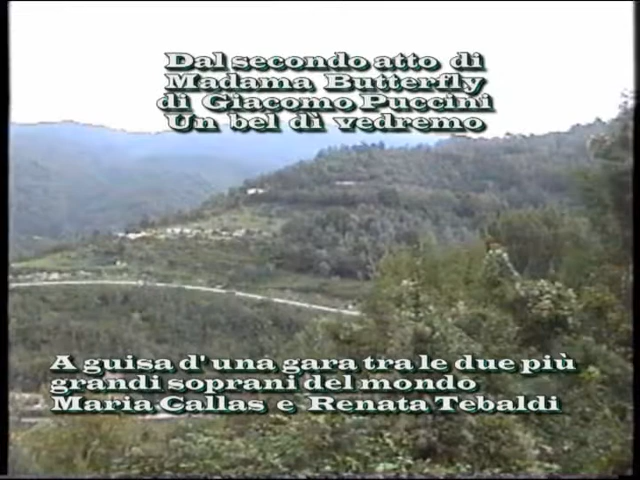 Dal secondo atto di
Madama Butterfly
di Giacomo Puccini
Un bel dì vedremo
A guisa d'una gara tra le due più
grandi soprani del mondo
Maria Callas e Renata Tebaldi